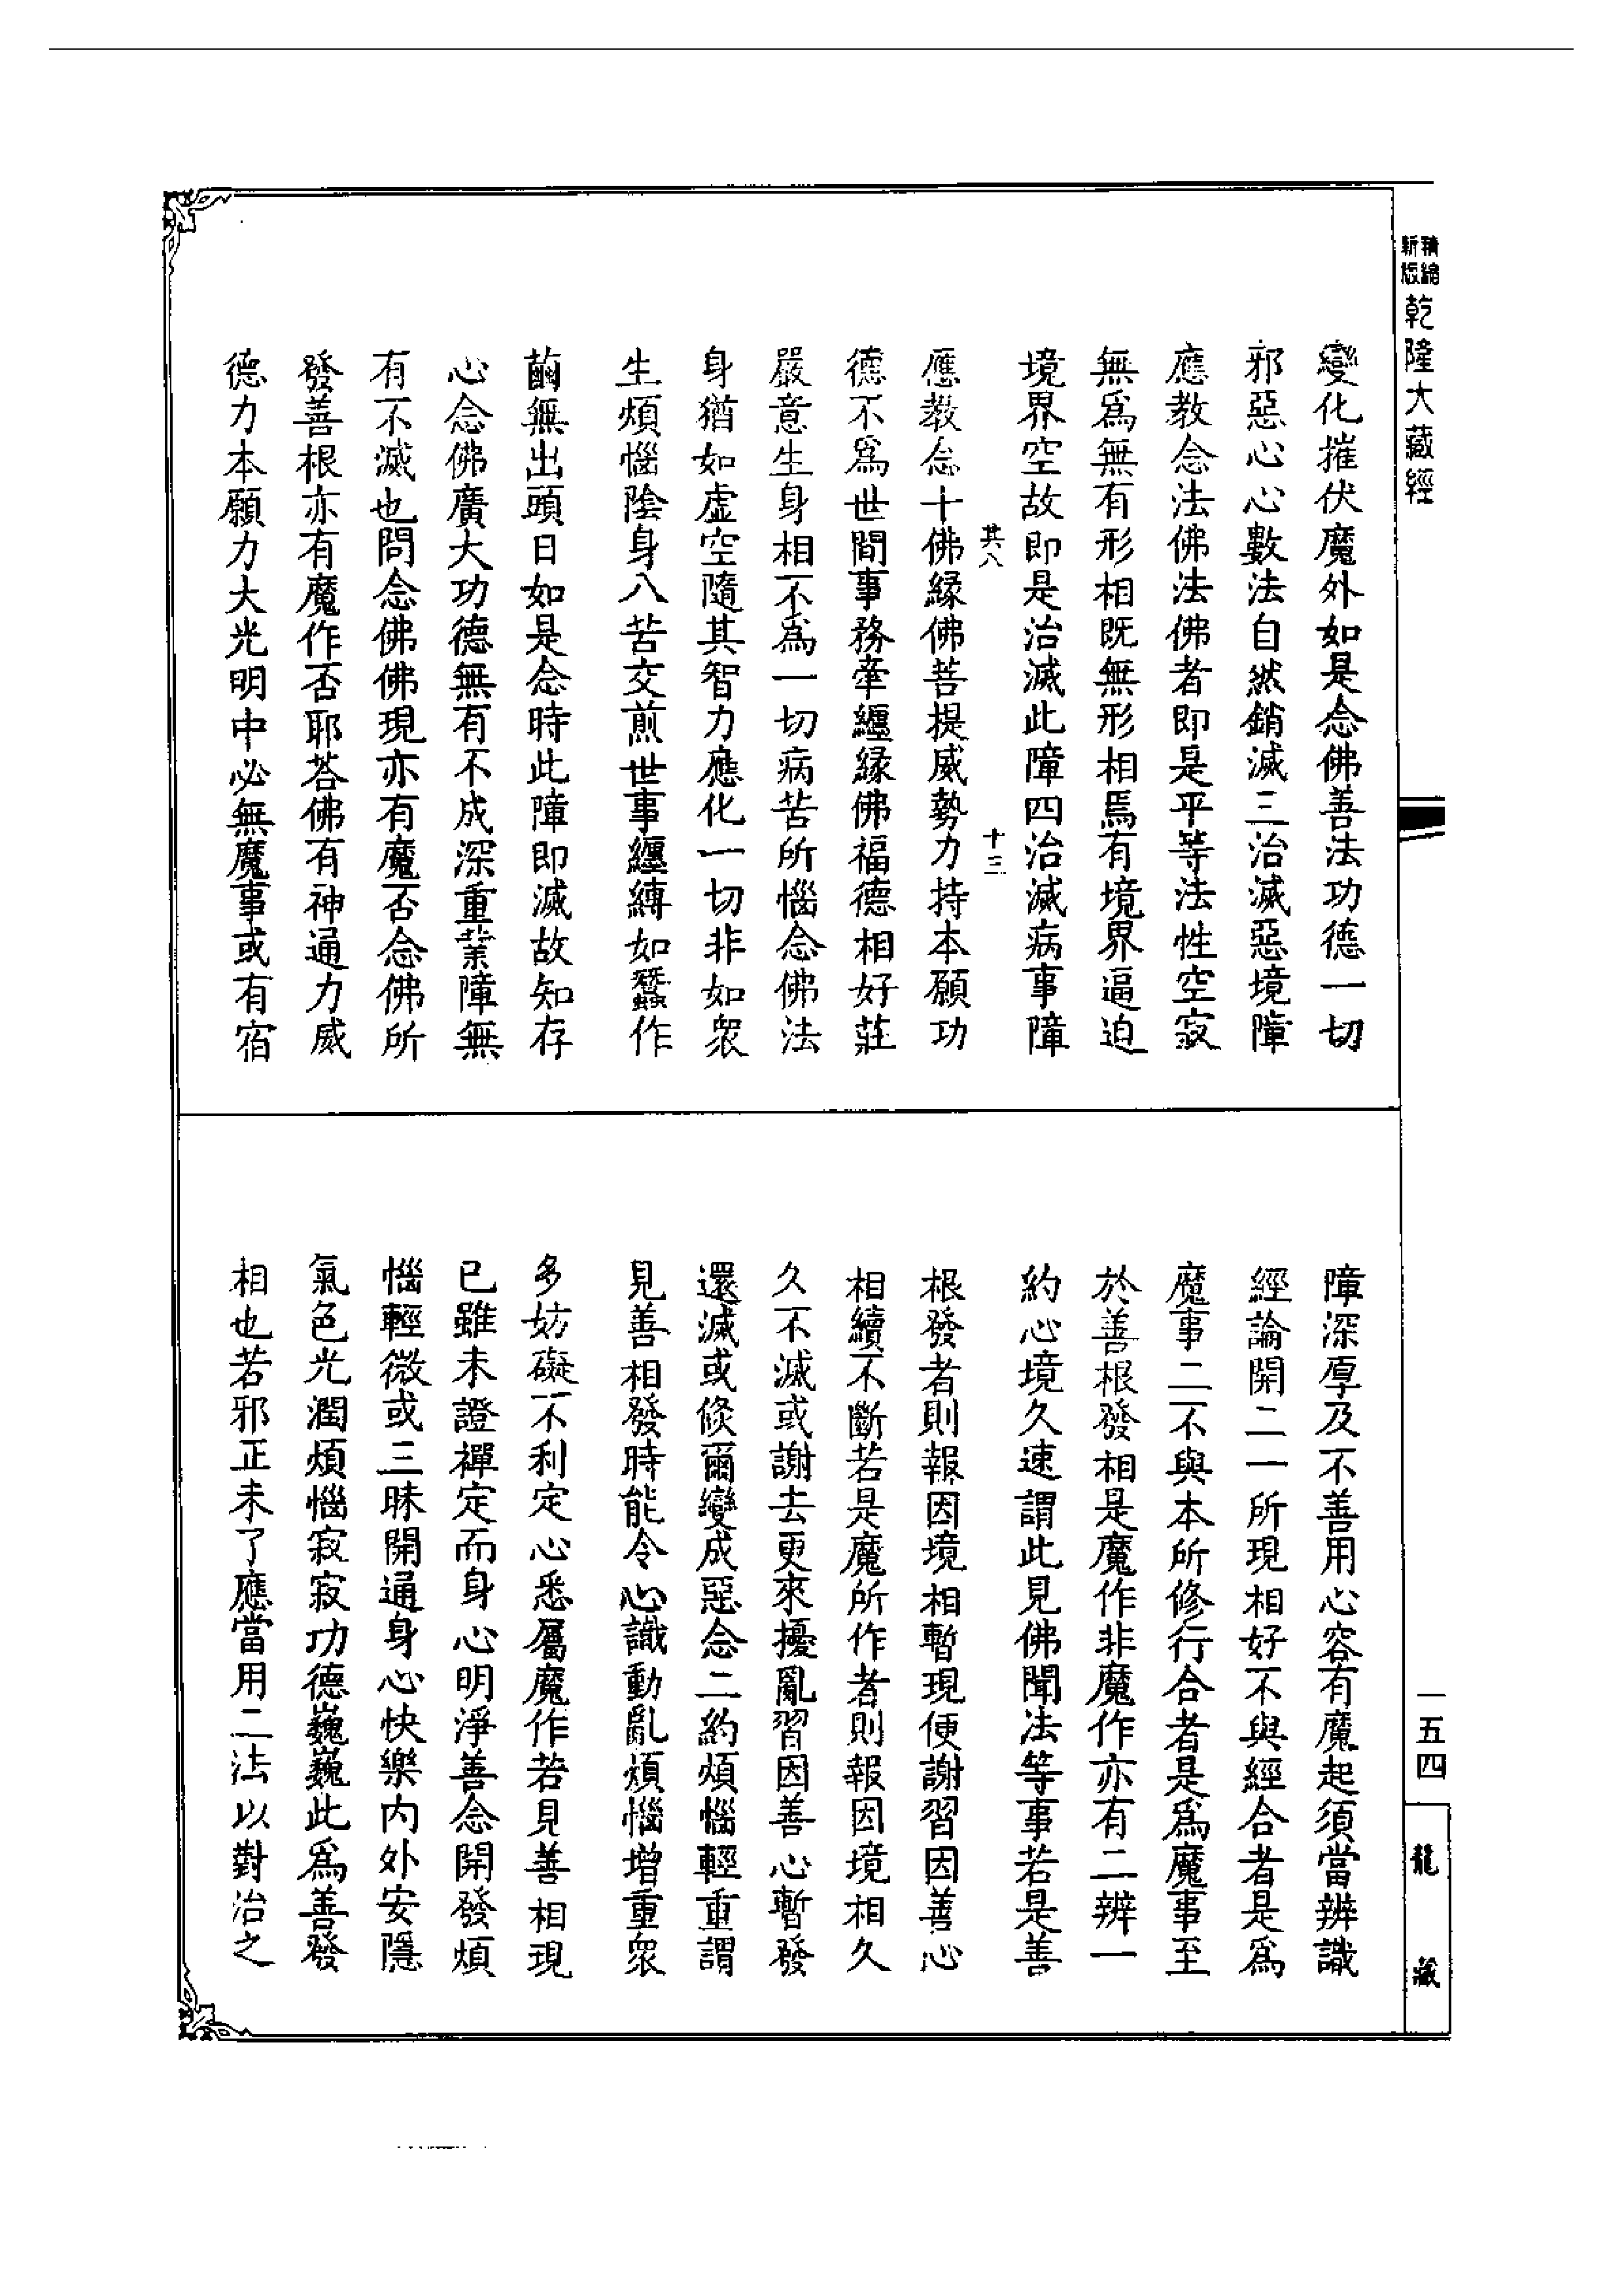 精縮新版乾隆大藏經
變化摧伏魔外如是念佛善法功德一切
邪惡心心數法自然銷滅三治滅惡境障
應教念法佛法佛者即是平等法性空寂
無爲無有形相既無形相焉有境界逼迫
境界空故即是治滅此障四治滅病事障
其八 十三
應教念十佛緣佛菩提威勢力持本願功
德不爲世間事務牽纏緣佛福德相好莊
嚴意生身相不爲一切病苦所惱念佛法
身猶如虛空隨其智力應化一切非如眾
生煩惱陰身八苦交煎世事纏縛如蠶作
繭無出頭日如是念時此障即滅故知存
心念佛廣大功德無有不成深重業障無
有不滅也問念佛佛現亦有魔否念佛所
發善根亦有魔作否耶荅佛有神通力威
德力本願力大光明中必無魔事或有宿
障深厚及不善用心容有魔起須當辨識
經論開二一所現相好不與經合者是爲
魔事二不與本所修行合者是爲魔事至
於善根發相是魔作非魔作亦有二辨一
約心境久速謂此見佛聞法等事若是善
根發者則報因境相暫現便謝習因善心
相續不斷若是魔所作者則報因境相久
久不滅或謝去更來擾亂習因善心暫發
還滅或倐爾變成惡念二約煩惱輕重謂
見善相發時能令心識動亂煩惱增重眾
多妨礙不利定心悉屬魔作若見善相現
已雖未證禪定而身心明淨善念開發煩
惱輕微或三昧開通身心快樂內外安隱
氣色光潤煩惱寂寂功德巍巍此爲善發
相也若邪正未了應當用二法以對治之
一五四
龍藏